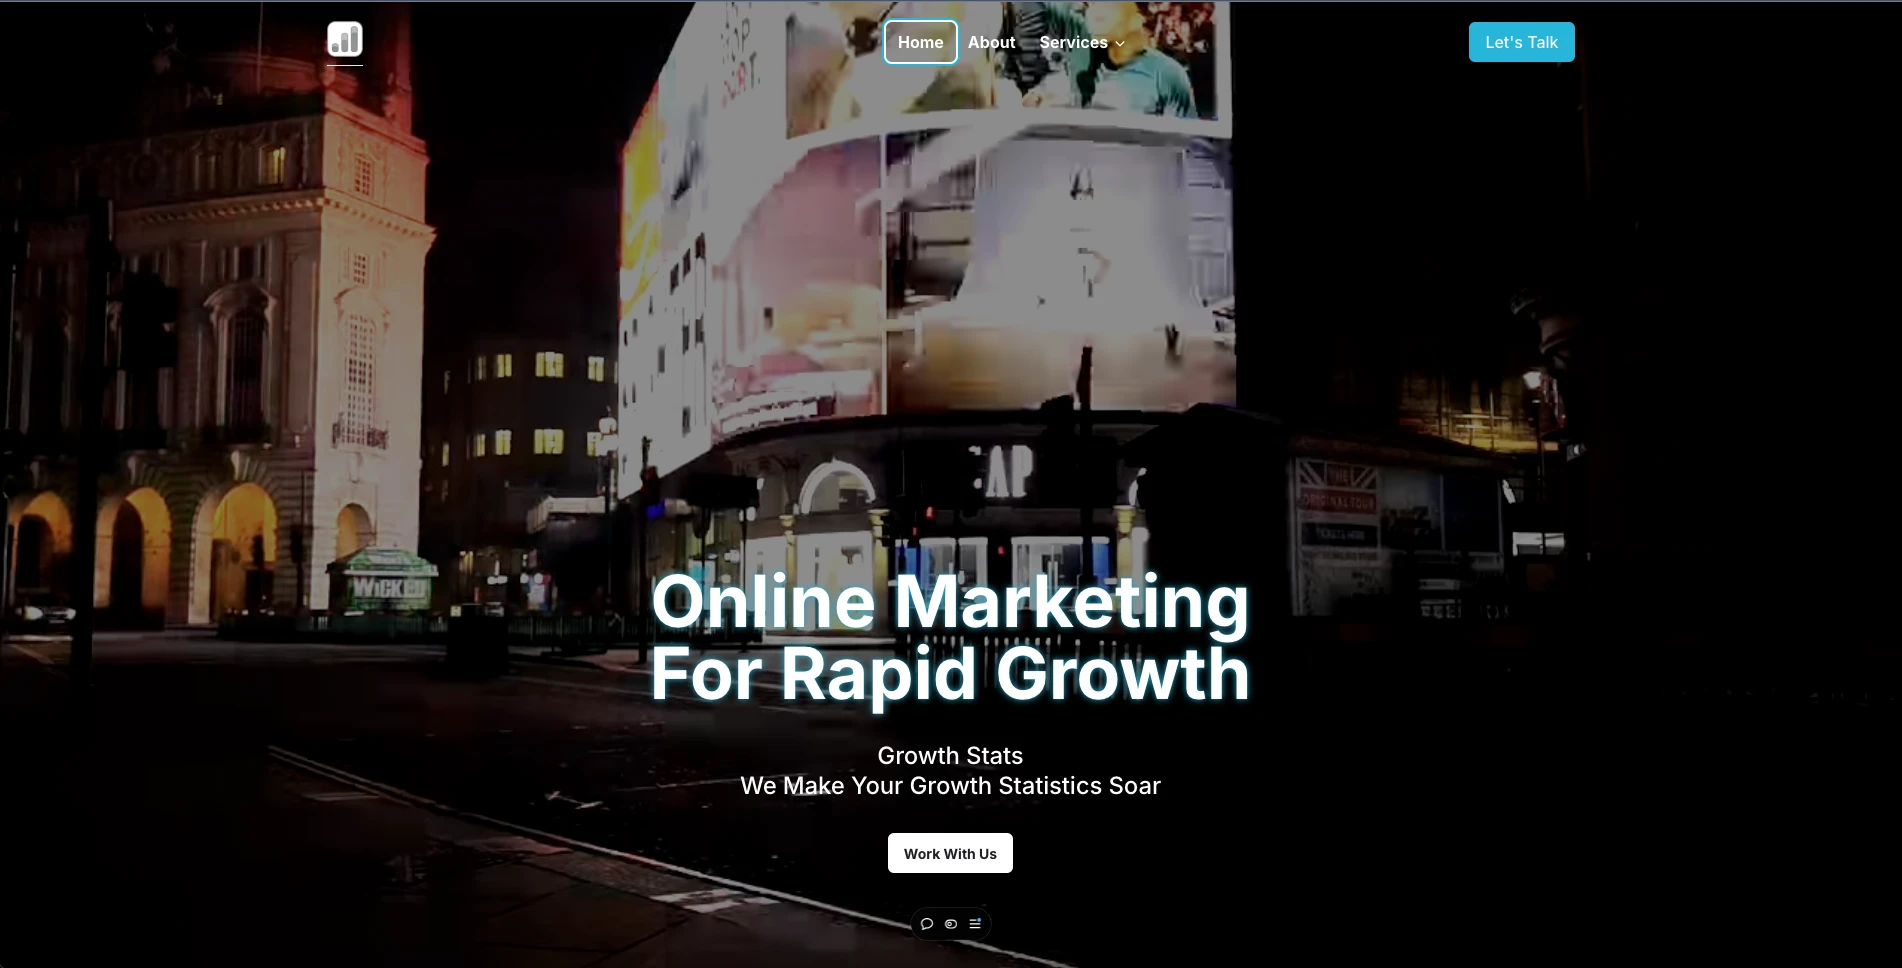 Home
About
Services
Let's Talk
AP
THE
ORIGINAL TOUR
WICKED
Online Marketing
For Rapid Growth
Growth Stats
We Make Your Growth Statistics Soar
Work With Us